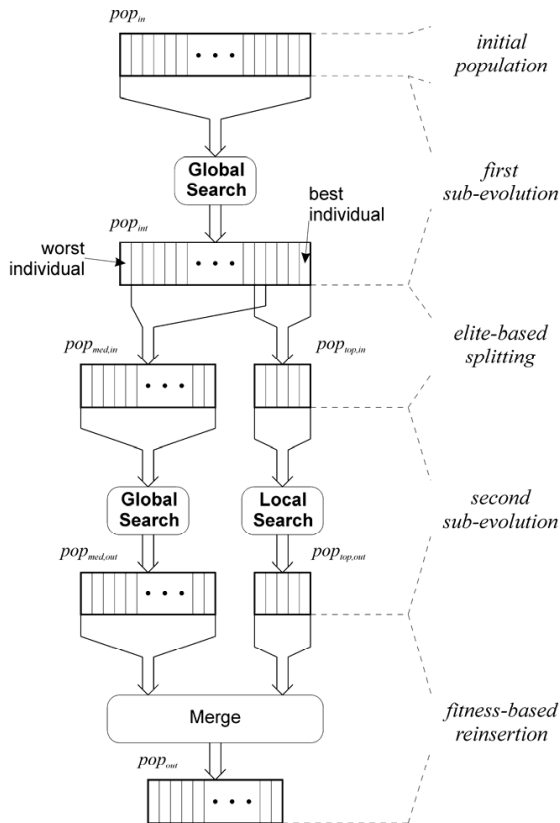 pop_in
initial
population
Global
Search
first
sub-evolution
best
individual
pop_int
worst
individual
• • •
elite-based
splitting
pop_med,in
pop_top,in
Global
Search
Local
Search
second
sub-evolution
pop_med,out
pop_top,out
Merge
fitness-based
reinsertion
pop_out